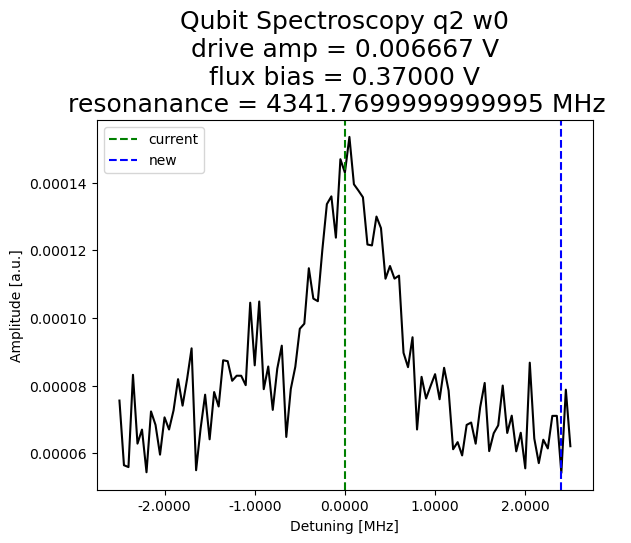 Qubit Spectroscopy q2 w0
drive amp = 0.006667 V
flux bias = 0.37000 V
resonanance = 4341.7699999999995 MHz
current
new
0.00014
0.00012
0.00010
0.00008
0.00006
Amplitude [a.u.]
-2.0000 -1.0000 0.0000 1.0000 2.0000
Detuning [MHz]